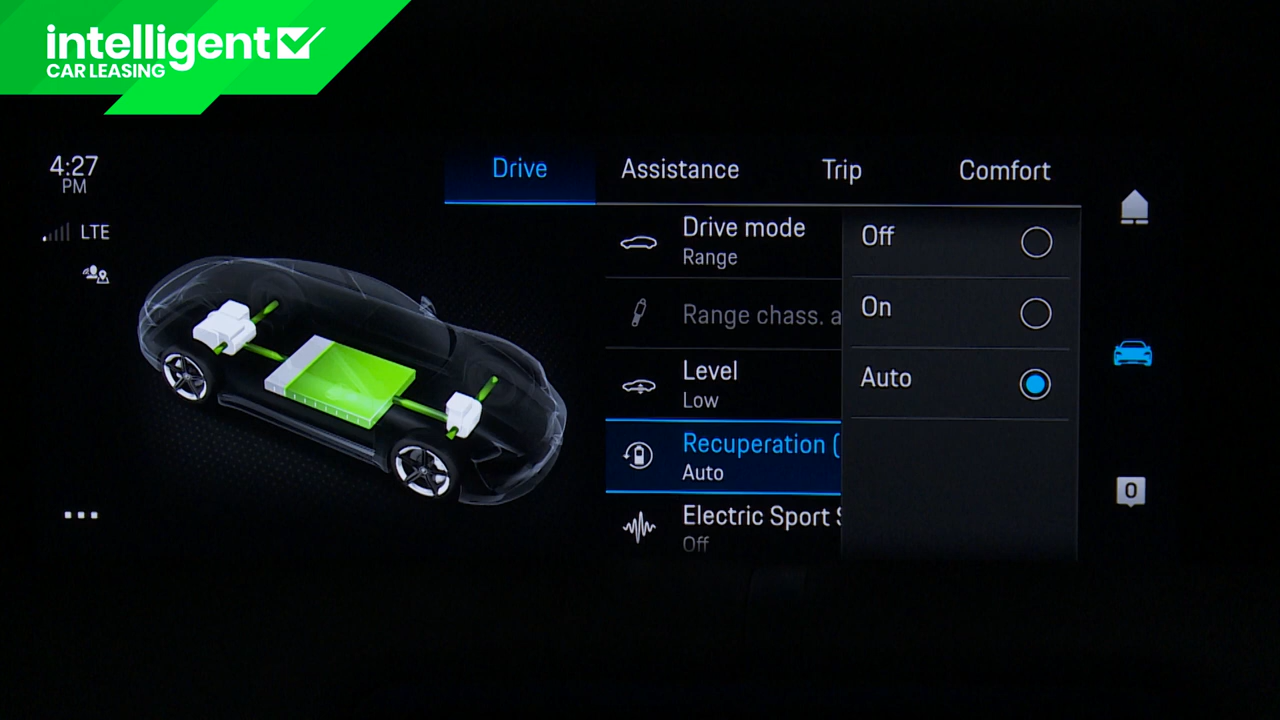 intelligent
CAR LEASING
4:27
PM
LTE
Drive
Assistance
Trip
Comfort
Drive mode
Range
Range chass. a
Level
Low
Recuperation (
Auto
Electric Sport S
Off
Off
On
Auto
0